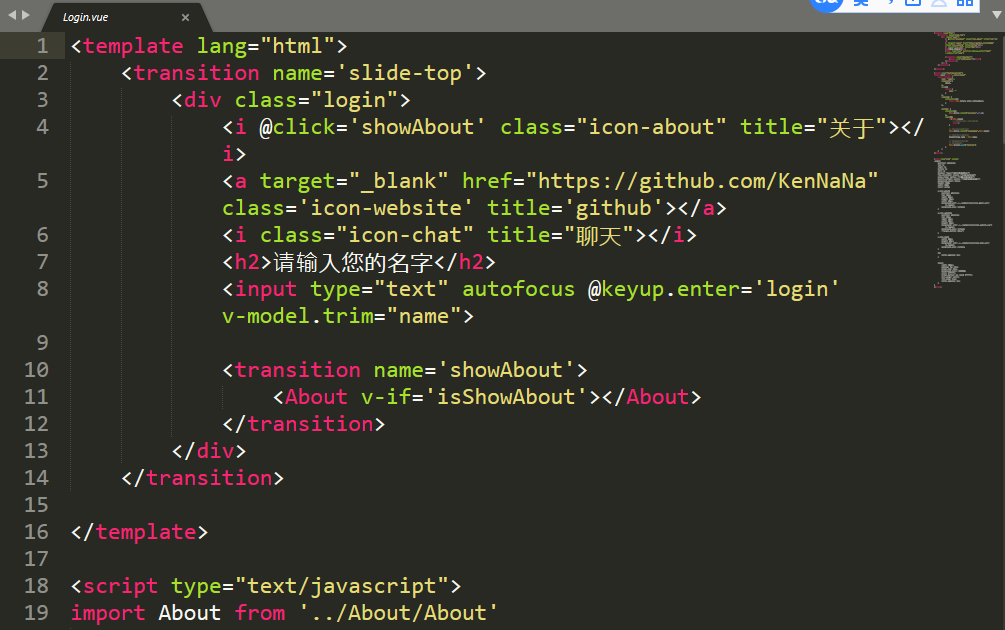 Login.vue ×
1 <template lang="html">
2 <transition name='slide-top'>
3 <div class="login">
4 <i @click='showAbout' class="icon-about" title="关于"></
i>
5 <a target="_blank" href="https://github.com/KenNaNa"
class='icon-website' title='github'></a>
6 <i class="icon-chat" title="聊天"></i>
7 <h2>请输入您的名字</h2>
8 <input type="text" autofocus @keyup.enter='login'
v-model.trim="name">
9
10 <transition name='showAbout'>
11 <About v-if='isShowAbout'></About>
12 </transition>
13 </div>
14 </transition>
15
16 </template>
17
18 <script type="text/javascript">
19 import About from '../About/About'